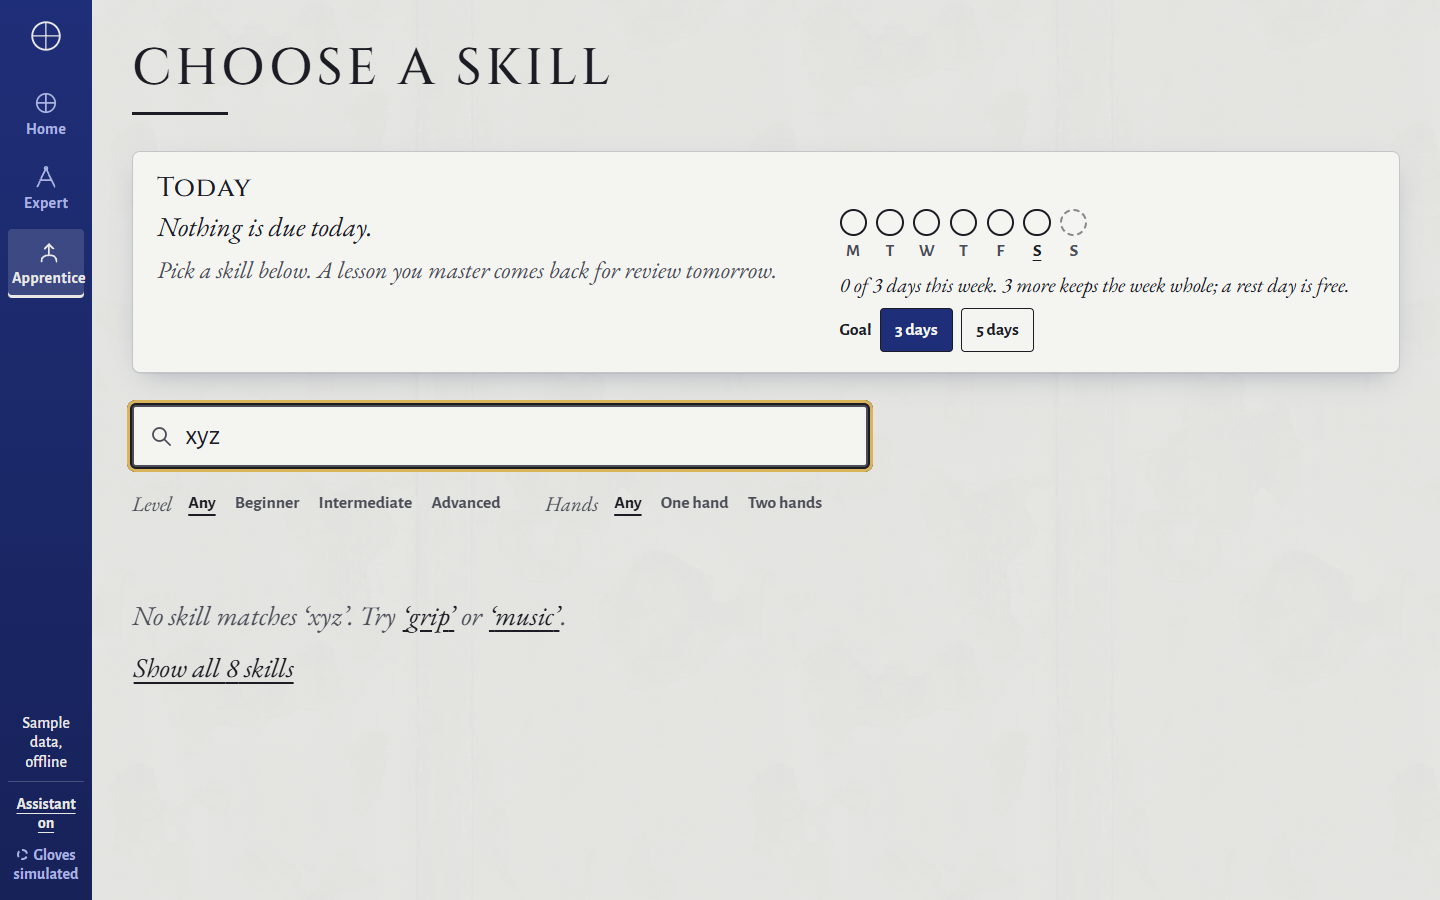 Home
Expert
Apprentice
Sample
data,
offline
Assistant
on
Gloves
simulated
CHOOSE A SKILL
TODAY
Nothing is due today.
Pick a skill below. A lesson you master comes back for review tomorrow.
M T W T F S S
0 of 3 days this week. 3 more keeps the week whole; a rest day is free.
Goal 3 days 5 days
xyz
Level Any Beginner Intermediate Advanced Hands Any One hand Two hands
No skill matches ‘xyz’. Try ‘grip’ or ‘music’.
Show all 8 skills